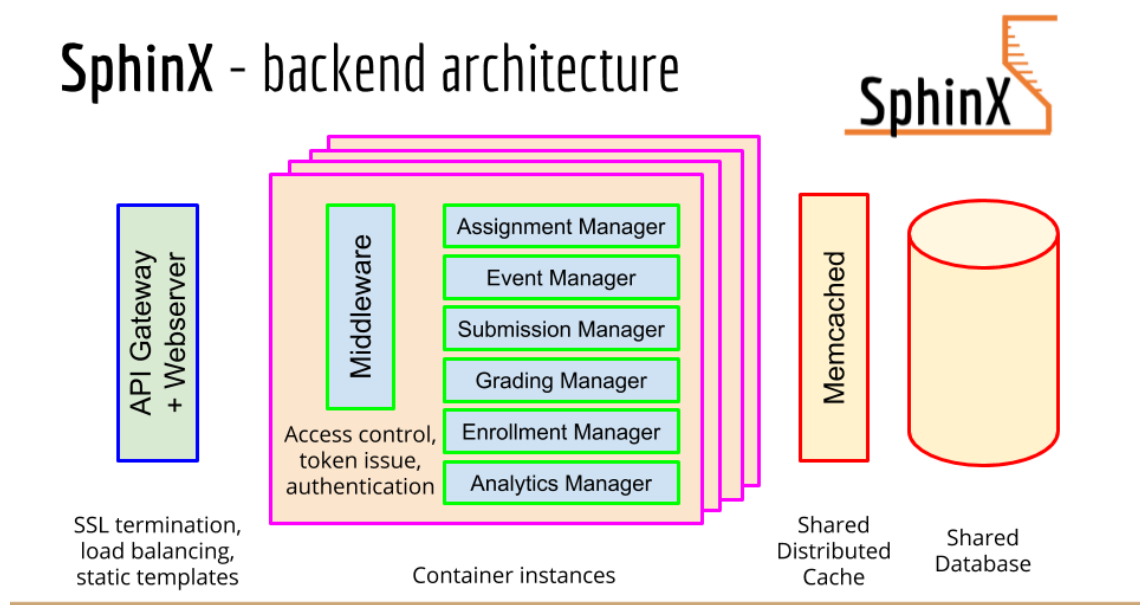 SphinX - backend architecture
SphinX
API Gateway
+ Webserver
SSL termination,
load balancing,
static templates
Middleware
Access control,
token issue,
authentication
Assignment Manager
Event Manager
Submission Manager
Grading Manager
Enrollment Manager
Analytics Manager
Container instances
Memcached
Shared
Distributed
Cache
Shared
Database